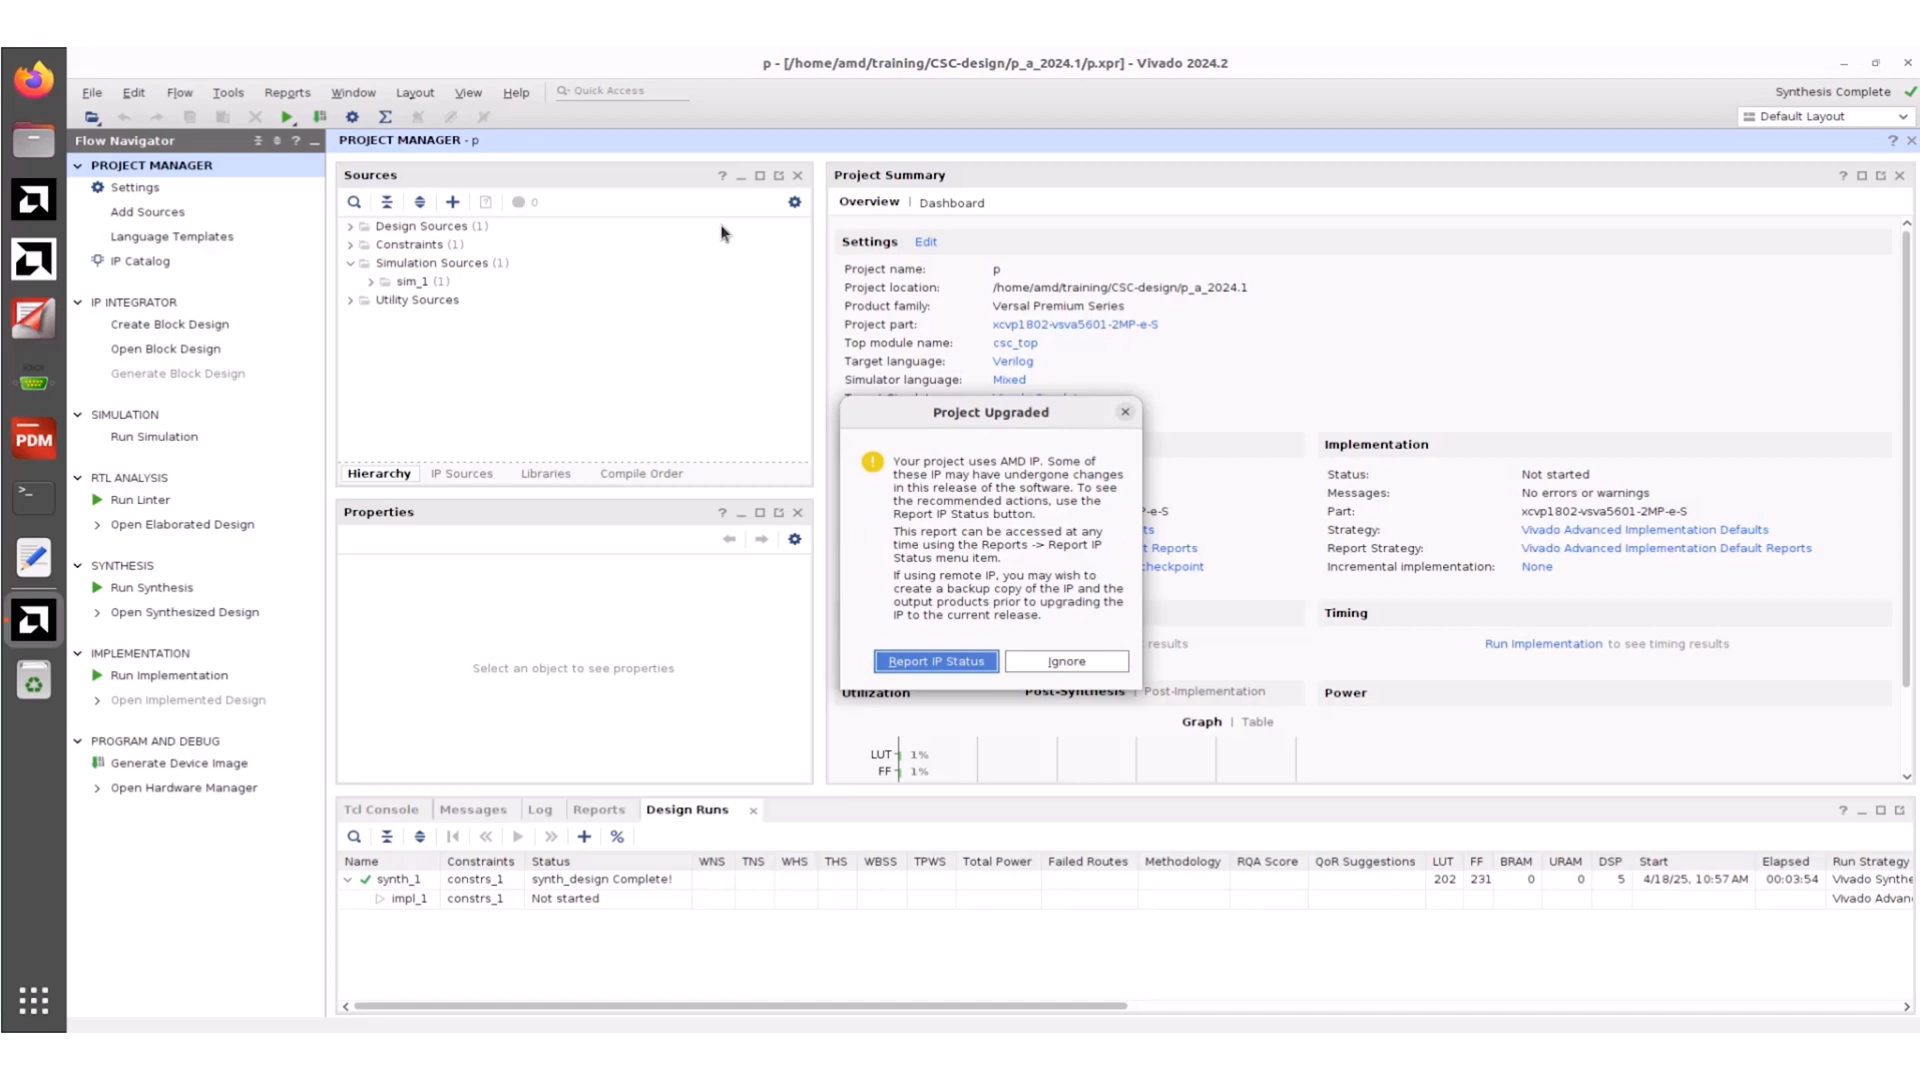 p - [/home/amd/training/CSC-design/p_a_2024.1/p.xpr] - Vivado 2024.2
File Edit Flow Tools Reports Window Layout View Help Quick Access
Synthesis Complete
Default Layout
Flow Navigator
PROJECT MANAGER
Settings
Add Sources
Language Templates
IP Catalog
IP INTEGRATOR
Create Block Design
Open Block Design
Generate Block Design
SIMULATION
Run Simulation
RTL ANALYSIS
Run Linter
Open Elaborated Design
SYNTHESIS
Run Synthesis
Open Synthesized Design
IMPLEMENTATION
Run Implementation
Open Implemented Design
PROGRAM AND DEBUG
Generate Device Image
Open Hardware Manager
PDM
PROJECT MANAGER - p
Sources
0
Design Sources (1)
Constraints (1)
Simulation Sources (1)
sim_1 (1)
Utility Sources
Hierarchy IP Sources Libraries Compile Order
Properties
Select an object to see properties
Project Summary
Overview | Dashboard
Settings Edit
Project name: p
Project location: /home/amd/training/CSC-design/p_a_2024.1
Product family: Versal Premium Series
Project part: xcvp1802-vsva5601-2MP-e-S
Top module name: csc_top
Target language: Verilog
Simulator language: Mixed
Project Upgraded
Your project uses AMD IP. Some of
these IP may have undergone changes
in this release of the software. To see
the recommended actions, use the
Report IP Status button.
This report can be accessed at any
time using the Reports -> Report IP
Status menu item.
If using remote IP, you may wish to
create a backup copy of the IP and the
output products prior to upgrading the
IP to the current release.
Report IP Status Ignore
P-e-S
ts
t Reports
heckpoint
results
Implementation
Status: Not started
Messages: No errors or warnings
Part: xcvp1802-vsva5601-2MP-e-S
Strategy: Vivado Advanced Implementation Defaults
Report Strategy: Vivado Advanced Implementation Default Reports
Incremental implementation: None
Timing
Run Implementation to see timing results
Utilization Post-Synthesis | Post-Implementation
Graph | Table
LUT 1%
FF 1%
Power
Tcl Console Messages Log Reports Design Runs
Name Constraints Status WNS TNS WHS THS WBSS TPWS Total Power Failed Routes Methodology RQA Score QoR Suggestions LUT FF BRAM URAM DSP Start Elapsed Run Strategy
synth_1 constrs_1 synth_design Complete! 202 231 0 0 5 4/18/25, 10:57 AM 00:03:54 Vivado Synthe
impl_1 constrs_1 Not started Vivado Advan